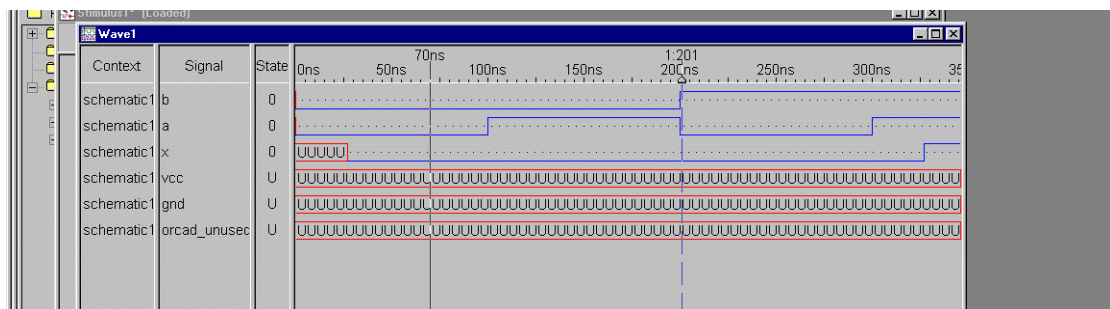 Stimulus1* (Loaded)
Wave1
Context Signal State 70ns 1:201
0ns 50ns 100ns 150ns 200ns 250ns 300ns 35
schematic1 b 0
schematic1 a 0
schematic1 x 0 UUUUU
schematic1 vcc U
schematic1 gnd U
schematic1 orcad_unusec U